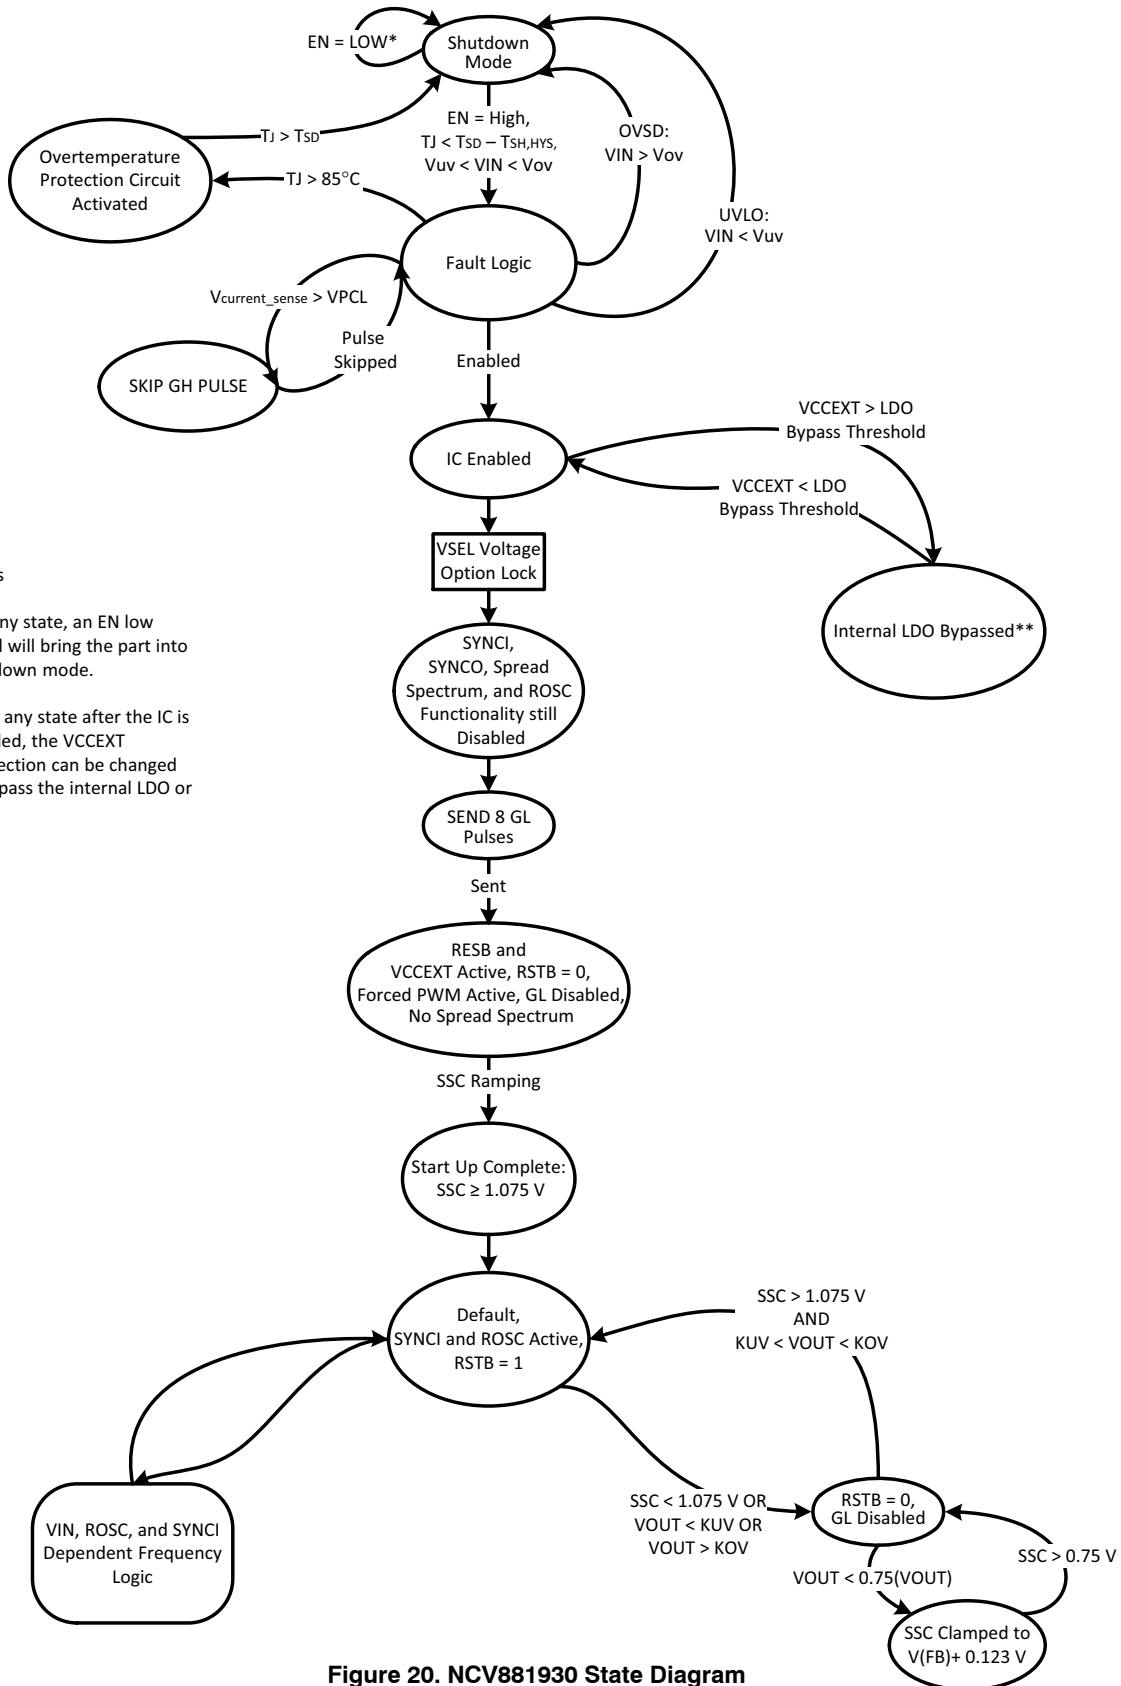 EN = LOW*
Shutdown
Mode
EN = High,
TJ < TSD – TSH,HYS,
Vuv < VIN < Vov
OVSD:
VIN > Vov
UVLO:
VIN < Vuv
TJ > TSD
Overtemperature
Protection Circuit
Activated
TJ > 85°C
Fault Logic
Vcurrent_sense > VPCL
Pulse
Skipped
SKIP GH PULSE
Enabled
IC Enabled
VCCEXT > LDO
Bypass Threshold
VCCEXT < LDO
Bypass Threshold
Internal LDO Bypassed**
VSEL Voltage
Option Lock
state, an EN low
will bring the part into
mode.
any state after the IC is
the VCCEXT
can be changed
the internal LDO or
SYNCI,
SYNCO, Spread
Spectrum, and ROSC
Functionality still
Disabled
SEND 8 GL
Pulses
Sent
RESB and
VCCEXT Active, RSTB = 0,
Forced PWM Active, GL Disabled,
No Spread Spectrum
SSC Ramping
Start Up Complete:
SSC ≥ 1.075 V
Default,
SYNCI and ROSC Active,
RSTB = 1
SSC > 1.075 V
AND
KUV < VOUT < KOV
SSC < 1.075 V OR
VOUT < KUV OR
VOUT > KOV
RSTB = 0,
GL Disabled
VIN, ROSC, and SYNCI
Dependent Frequency
Logic
VOUT < 0.75(VOUT)
SSC > 0.75 V
SSC Clamped to
V(FB)+ 0.123 V
Figure 20. NCV881930 State Diagram